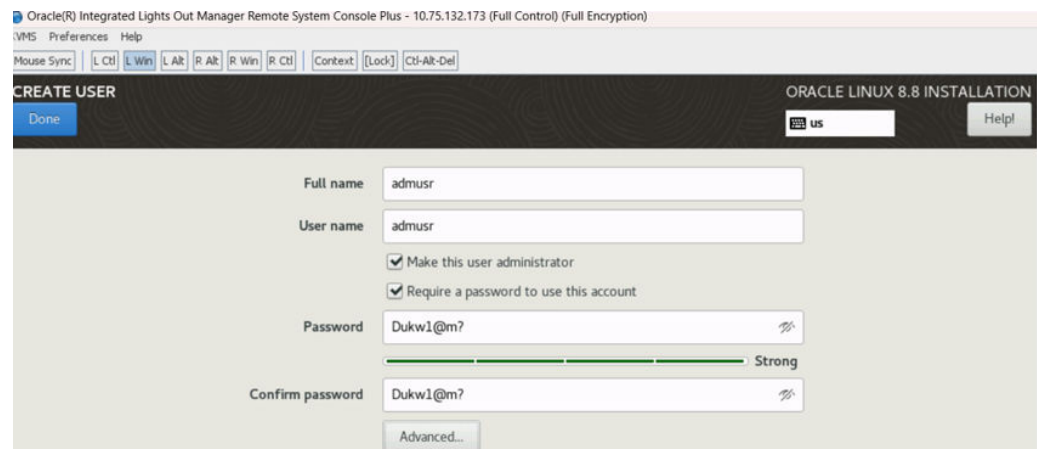 Oracle(R) Integrated Lights Out Manager Remote System Console Plus - 10.75.132.173 (Full Control) (Full Encryption)
KVMS Preferences Help
Mouse Sync L Ctl L Win L Alt R Alt R Win R Ctl Context [Lock] Ctl-Alt-Del
CREATE USER ORACLE LINUX 8.8 INSTALLATION
Done us Help!
Full name admusr
User name admusr
Make this user administrator
Require a password to use this account
Password Dukw1@m?
Strong
Confirm password Dukw1@m?
Advanced...